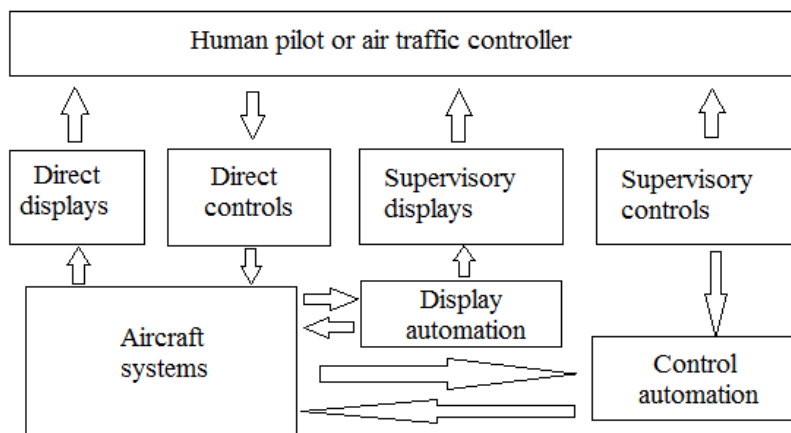 Human pilot or air traffic controller
Direct
displays
Direct
controls
Supervisory
displays
Supervisory
controls
Aircraft
systems
Display
automation
Control
automation